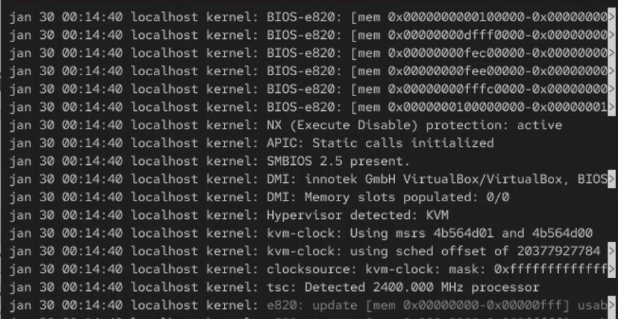 jan 30 00:14:40 localhost kernel: BIOS-e820: [mem 0x0000000000100000-0x00000000>
jan 30 00:14:40 localhost kernel: BIOS-e820: [mem 0x00000000dfff0000-0x00000000>
jan 30 00:14:40 localhost kernel: BIOS-e820: [mem 0x00000000fec00000-0x00000000>
jan 30 00:14:40 localhost kernel: BIOS-e820: [mem 0x00000000fee00000-0x00000000>
jan 30 00:14:40 localhost kernel: BIOS-e820: [mem 0x00000000fffc0000-0x00000000>
jan 30 00:14:40 localhost kernel: BIOS-e820: [mem 0x0000000100000000-0x00000001>
jan 30 00:14:40 localhost kernel: NX (Execute Disable) protection: active
jan 30 00:14:40 localhost kernel: APIC: Static calls initialized
jan 30 00:14:40 localhost kernel: SMBIOS 2.5 present.
jan 30 00:14:40 localhost kernel: DMI: innotek GmbH VirtualBox/VirtualBox, BIOS>
jan 30 00:14:40 localhost kernel: DMI: Memory slots populated: 0/0
jan 30 00:14:40 localhost kernel: Hypervisor detected: KVM
jan 30 00:14:40 localhost kernel: kvm-clock: Using msrs 4b564d01 and 4b564d00
jan 30 00:14:40 localhost kernel: kvm-clock: using sched offset of 20377927784 >
jan 30 00:14:40 localhost kernel: clocksource: kvm-clock: mask: 0xffffffffffffff>
jan 30 00:14:40 localhost kernel: tsc: Detected 2400.000 MHz processor
jan 30 00:14:40 localhost kernel: e820: update [mem 0x00000000-0x00000fff] usab>